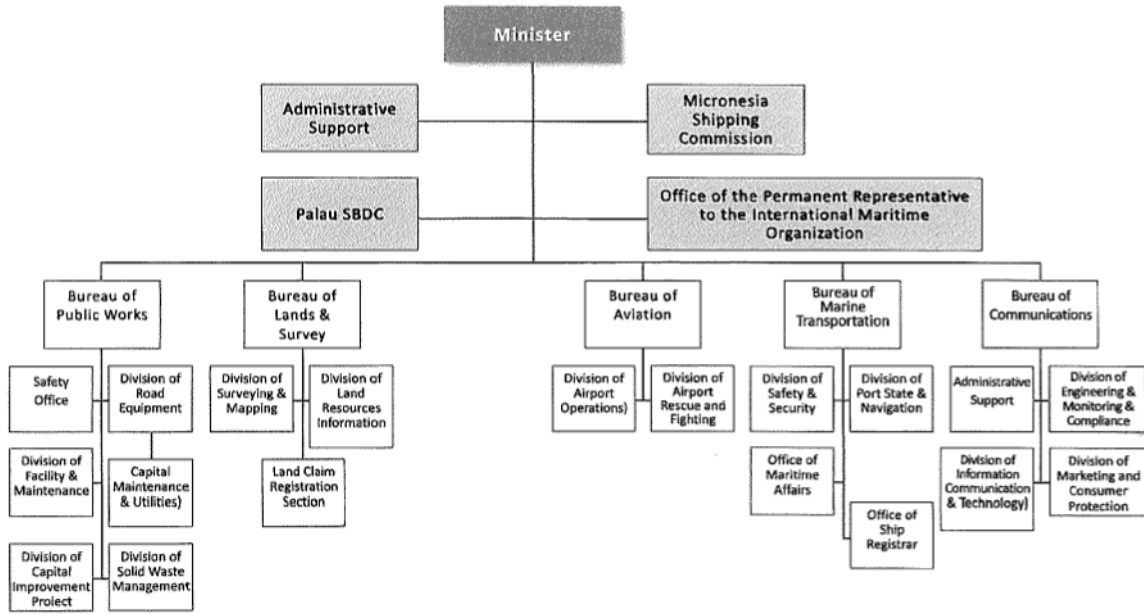 Minister
Administrative
Support
Micronesia
Shipping
Commission
Palau SBDC
Office of the Permanent Representative
to the International Maritime
Organization
Bureau of
Public Works
Bureau of
Lands &
Survey
Bureau of
Aviation
Bureau of
Marine
Transportation
Bureau of
Communications
Safety
Office
Division of
Road
Equipment
Division of
Surveying &
Mapping
Division of
Land
Resources
Information
Division of
Airport
Operations)
Division of
Airport
Rescue and
Fighting
Division of
Safety &
Security
Division of
Port State &
Navigation
Administrative
Support
Division of
Engineering &
Monitoring &
Compliance
Division of
Facility &
Maintenance
Capital
Maintenance
& Utilities)
Land Claim
Registration
Section
Office of
Maritime
Affairs
Division of
Information
Communication
& Technology)
Division of
Marketing and
Consumer
Protection
Office of
Ship
Registrar
Division of
Capital
Improvement
Project
Division of
Solid Waste
Management